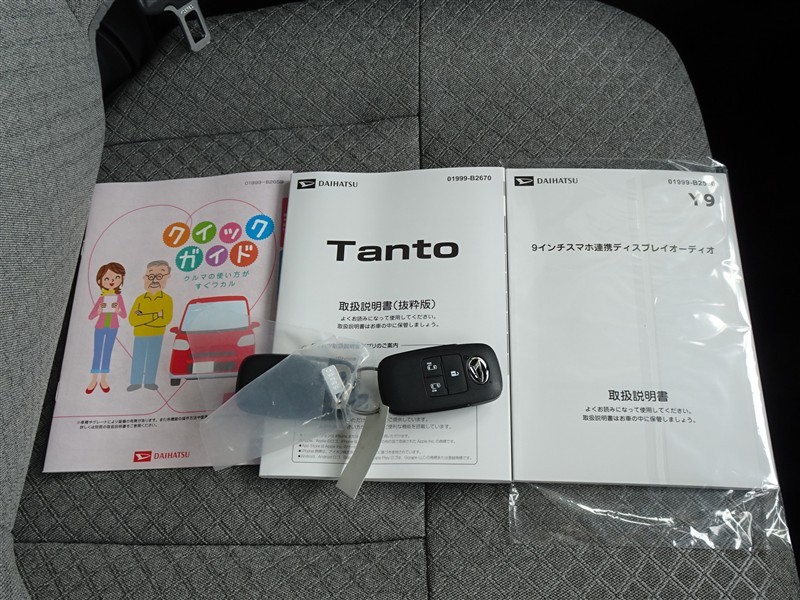 クイック
ガイド
クルマの使い方が
すぐワカル
DAIHATSU
DAIHATSU
01999-B2670
Tanto
取扱説明書(抜粋版)
よくお読みになって使用してください。
取扱説明書はお車の中に保管しましょう。
DAIHATSU
Y9
9インチスマホ連携ディスプレイオーディオ
取扱説明書
よくお読みになって使用してください。
取扱説明書はお車の中に保管しましょう。